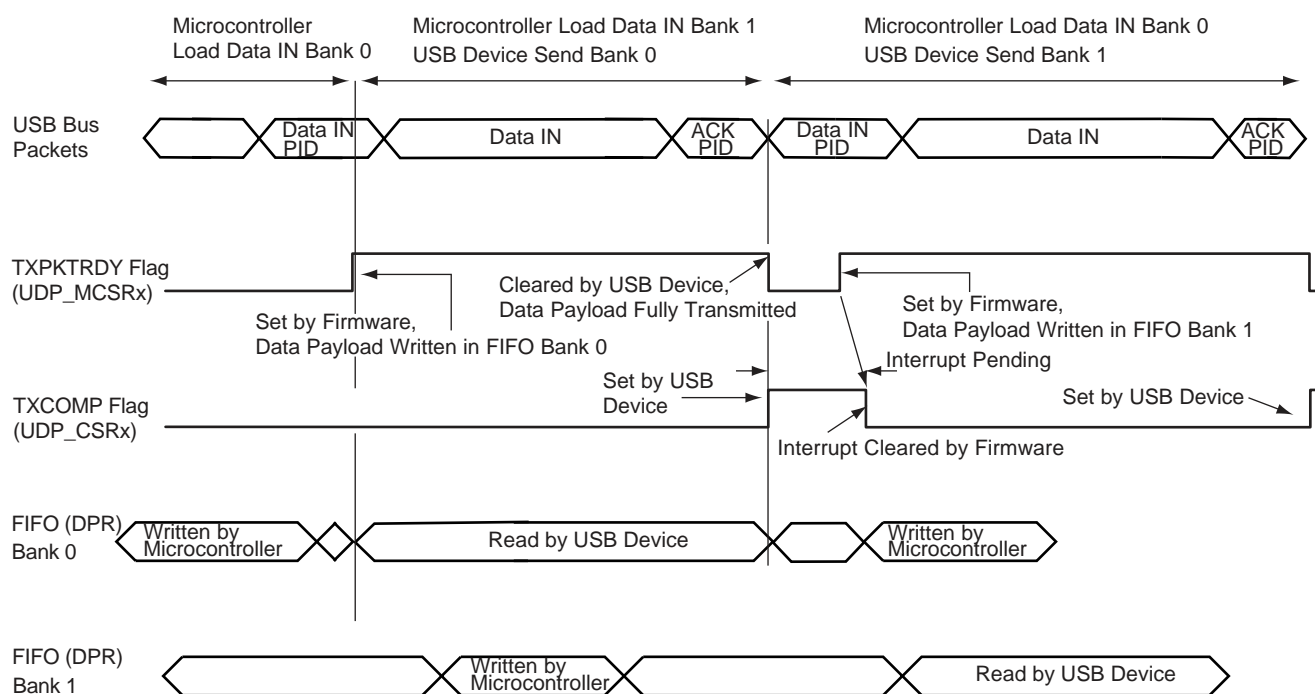 Microcontroller
Load Data IN Bank 0
Microcontroller Load Data IN Bank 1
USB Device Send Bank 0
Microcontroller Load Data IN Bank 0
USB Device Send Bank 1
USB Bus
Packets
Data IN
PID
Data IN
ACK
PID
Data IN
PID
Data IN
ACK
PID
TXPKTRDY Flag
(UDP_MCSRx)
Set by Firmware,
Data Payload Written in FIFO Bank 0
Cleared by USB Device,
Data Payload Fully Transmitted
Set by Firmware,
Data Payload Written in FIFO Bank 1
Interrupt Pending
TXCOMP Flag
(UDP_CSRx)
Set by USB
Device
Set by USB Device
Interrupt Cleared by Firmware
FIFO (DPR)
Bank 0
Written by
Microcontroller
Read by USB Device
Written by
Microcontroller
FIFO (DPR)
Bank 1
Written by
Microcontroller
Read by USB Device